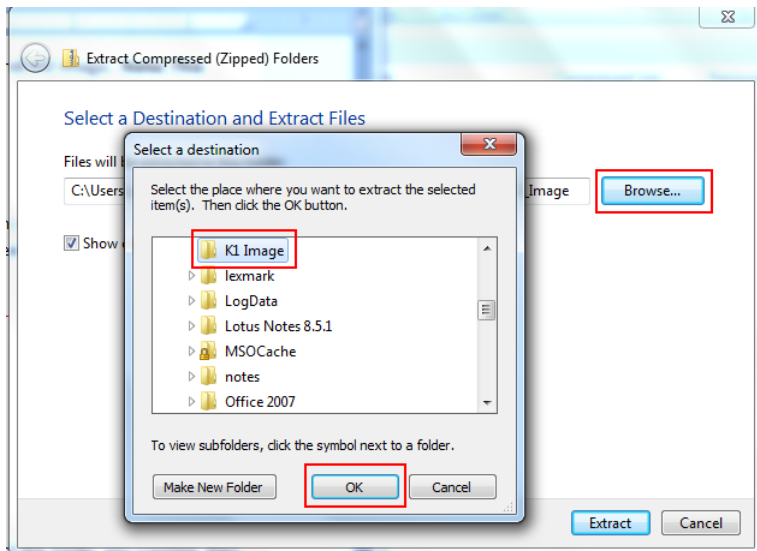 Extract Compressed (Zipped) Folders
Select a Destination and Extract Files
Select a destination
Files will
C:\Users
Select the place where you want to extract the selected
item(s). Then click the OK button.
_Image
Browse...
Show
K1 Image
lexmark
LogData
Lotus Notes 8.5.1
MSOCache
notes
Office 2007
To view subfolders, click the symbol next to a folder.
Make New Folder
OK
Cancel
Extract
Cancel